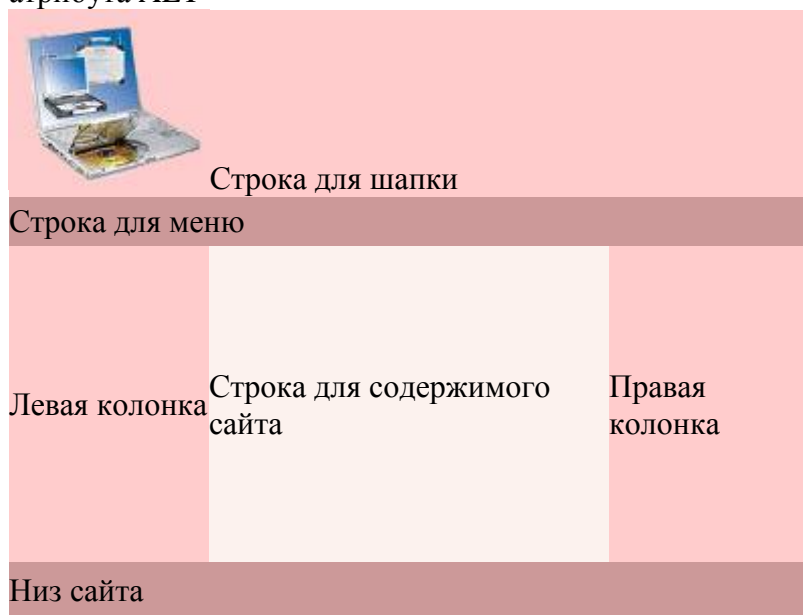 Строка для шапки
Строка для меню
Левая колонка
Строка для содержимого
сайта
Правая
колонка
Низ сайта